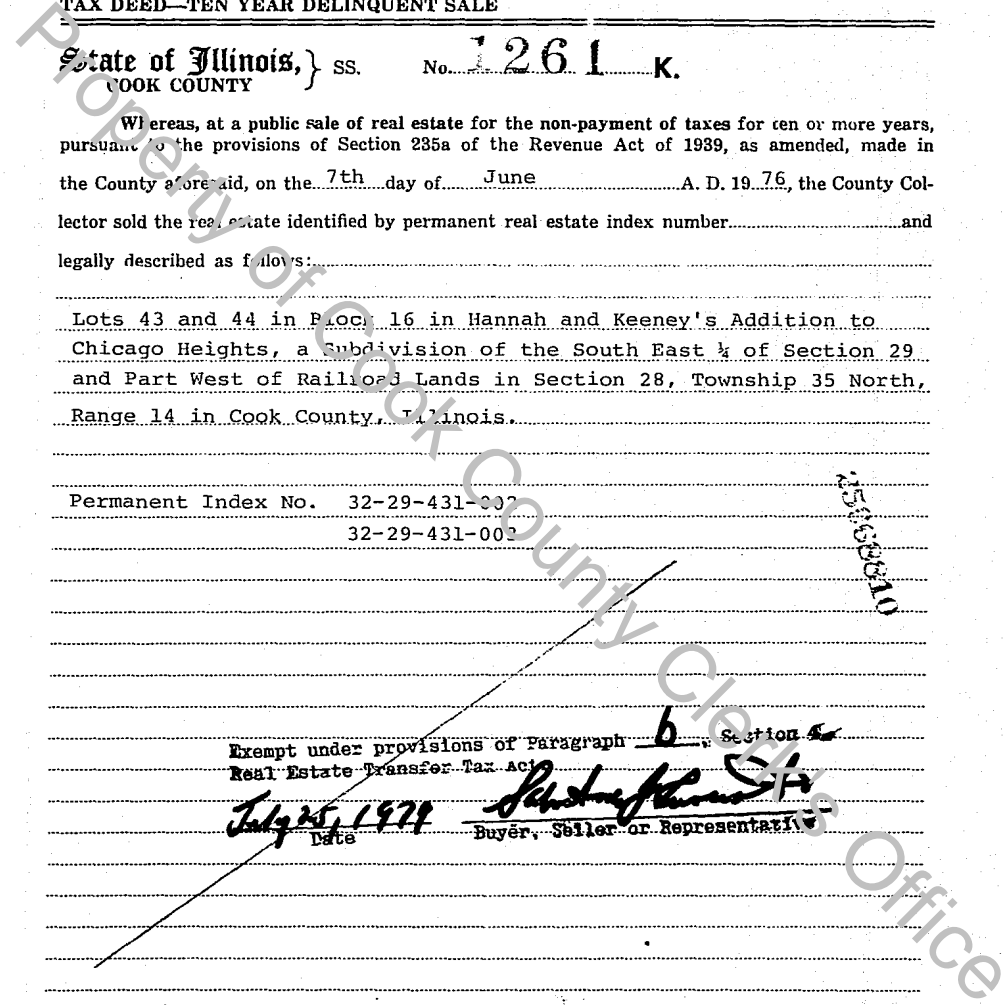 TAX DEED—TEN YEAR DELINQUENT SALE
State of Illinois, } SS. No. 1261 K.
COOK COUNTY
Whereas, at a public sale of real estate for the non-payment of taxes for ten or more years,
pursuant to the provisions of Section 235a of the Revenue Act of 1939, as amended, made in
the County aforesaid, on the 7th day of June A. D. 19 76, the County Col-
lector sold the real estate identified by permanent real estate index number and
legally described as follows:
Lots 43 and 44 in Block 16 in Hannah and Keeney's Addition to
Chicago Heights, a Subdivision of the South East ¼ of Section 29
and Part West of Railroad Lands in Section 28, Township 35 North,
Range 14 in Cook County, Illinois.
Permanent Index No. 32-29-431-002
32-29-431-003
25068810
Exempt under provisions of Paragraph b, Section 4
Real Estate Transfer Tax Act
July 25, 1979
Date Buyer, Seller or Representative
Property of Cook County Clerk's Office